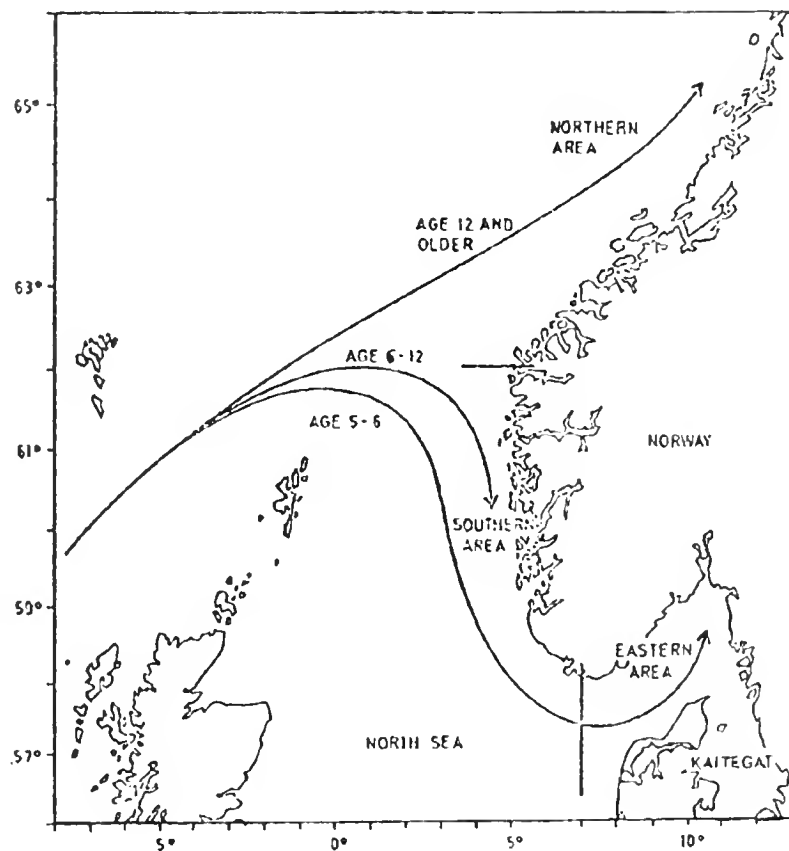 65°
NORTHERN
AREA
AGE 12 AND
OLDER
63°
AGE 6-12
AGE 5-6
61°
NORWAY
SOUTHERN
AREA
59°
EASTERN
AREA
NORTH SEA
57°
KAITEGAT
5°
0°
5°
10°